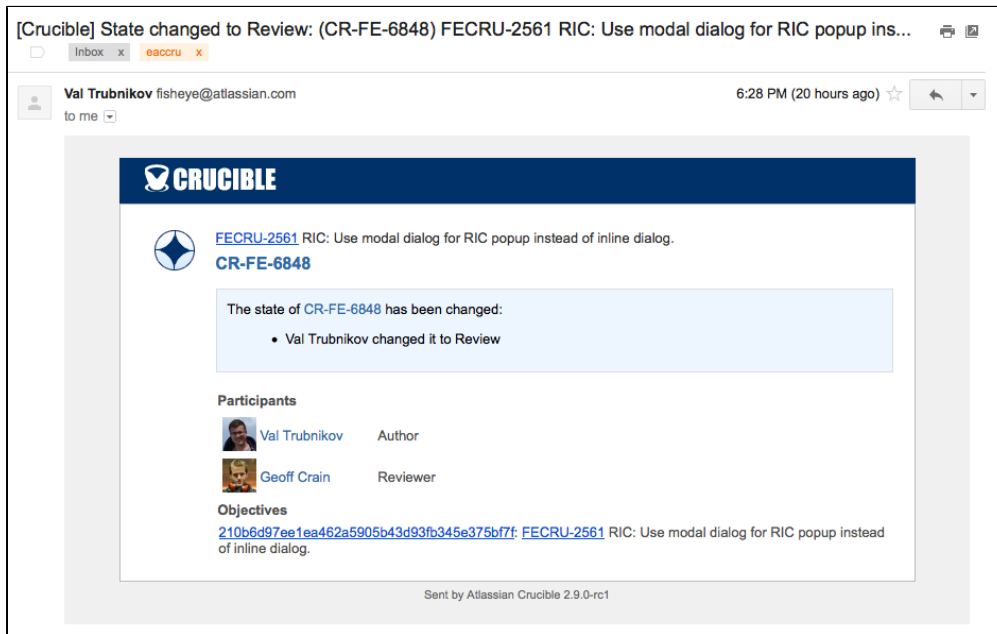 [Crucible] State changed to Review: (CR-FE-6848) FECRU-2561 RIC: Use modal dialog for RIC popup ins...
Inbox x eaccru x
Val Trubnikov fisheye@atlassian.com 6:28 PM (20 hours ago)
to me
CRUCIBLE
FECRU-2561 RIC: Use modal dialog for RIC popup instead of inline dialog.
CR-FE-6848
The state of CR-FE-6848 has been changed:
• Val Trubnikov changed it to Review
Participants
Val Trubnikov Author
Geoff Crain Reviewer
Objectives
210b6d97ee1ea462a5905b43d93fb345e375bf7f: FECRU-2561 RIC: Use modal dialog for RIC popup instead
of inline dialog.
Sent by Atlassian Crucible 2.9.0-rc1